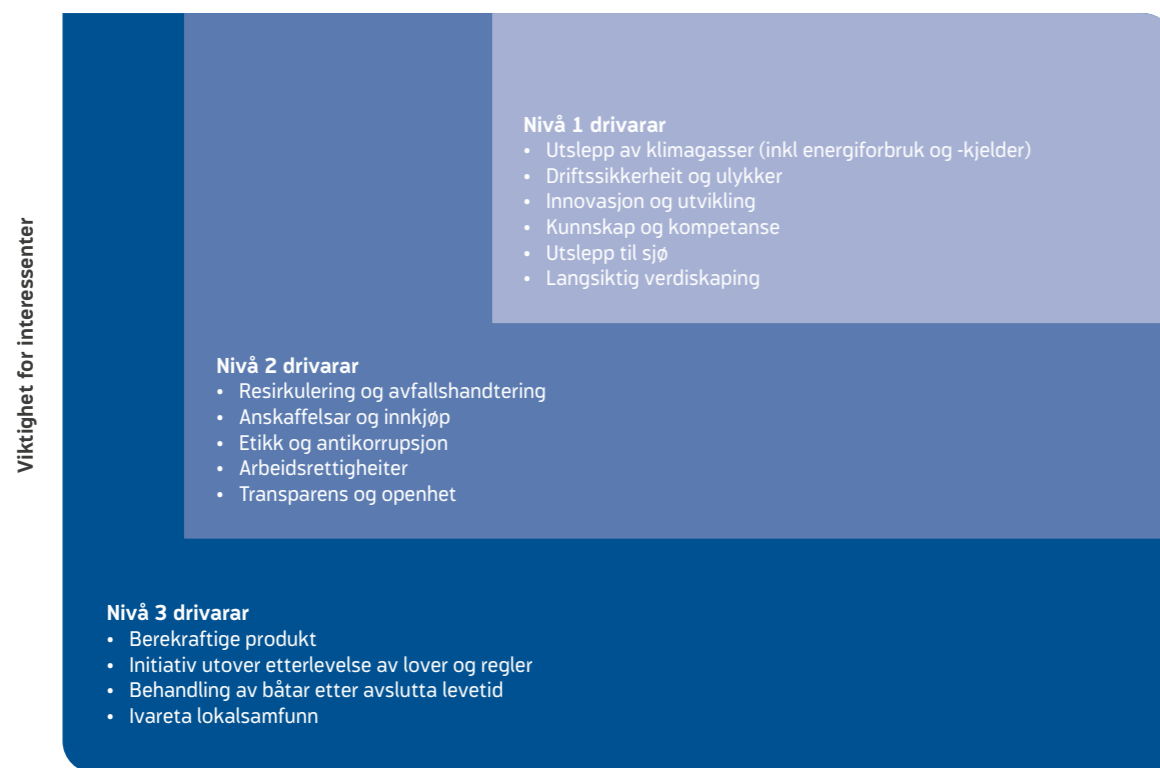 Viktighet for interessenter
Nivå 1 drivarar
• Utslepp av klimagasser (inkl energiforbruk og -kjelder)
• Driftssikkerheit og ulykker
• Innovasjon og utvikling
• Kunnskap og kompetanse
• Utslepp til sjø
• Langsiktig verdiskaping
Nivå 2 drivarar
• Resirkulering og avfallshandtering
• Anskaffelsar og innkjøp
• Etikk og antikorrupsjon
• Arbeidsrettigheiter
• Transparens og openhet
Nivå 3 drivarar
• Berekraftige produkt
• Initiativ utover etterlevelse av lover og regler
• Behandling av båtar etter avslutta levetid
• Ivareta lokalsamfunn